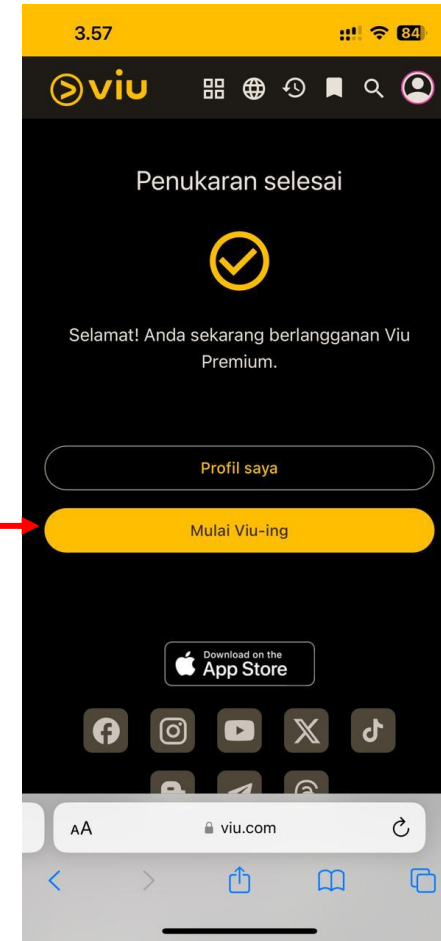 3.57
84
viu
Penukaran selesai
Selamat! Anda sekarang berlangganan Viu
Premium.
Profil saya
Mulai Viu-ing
Download on the
App Store
AA
viu.com